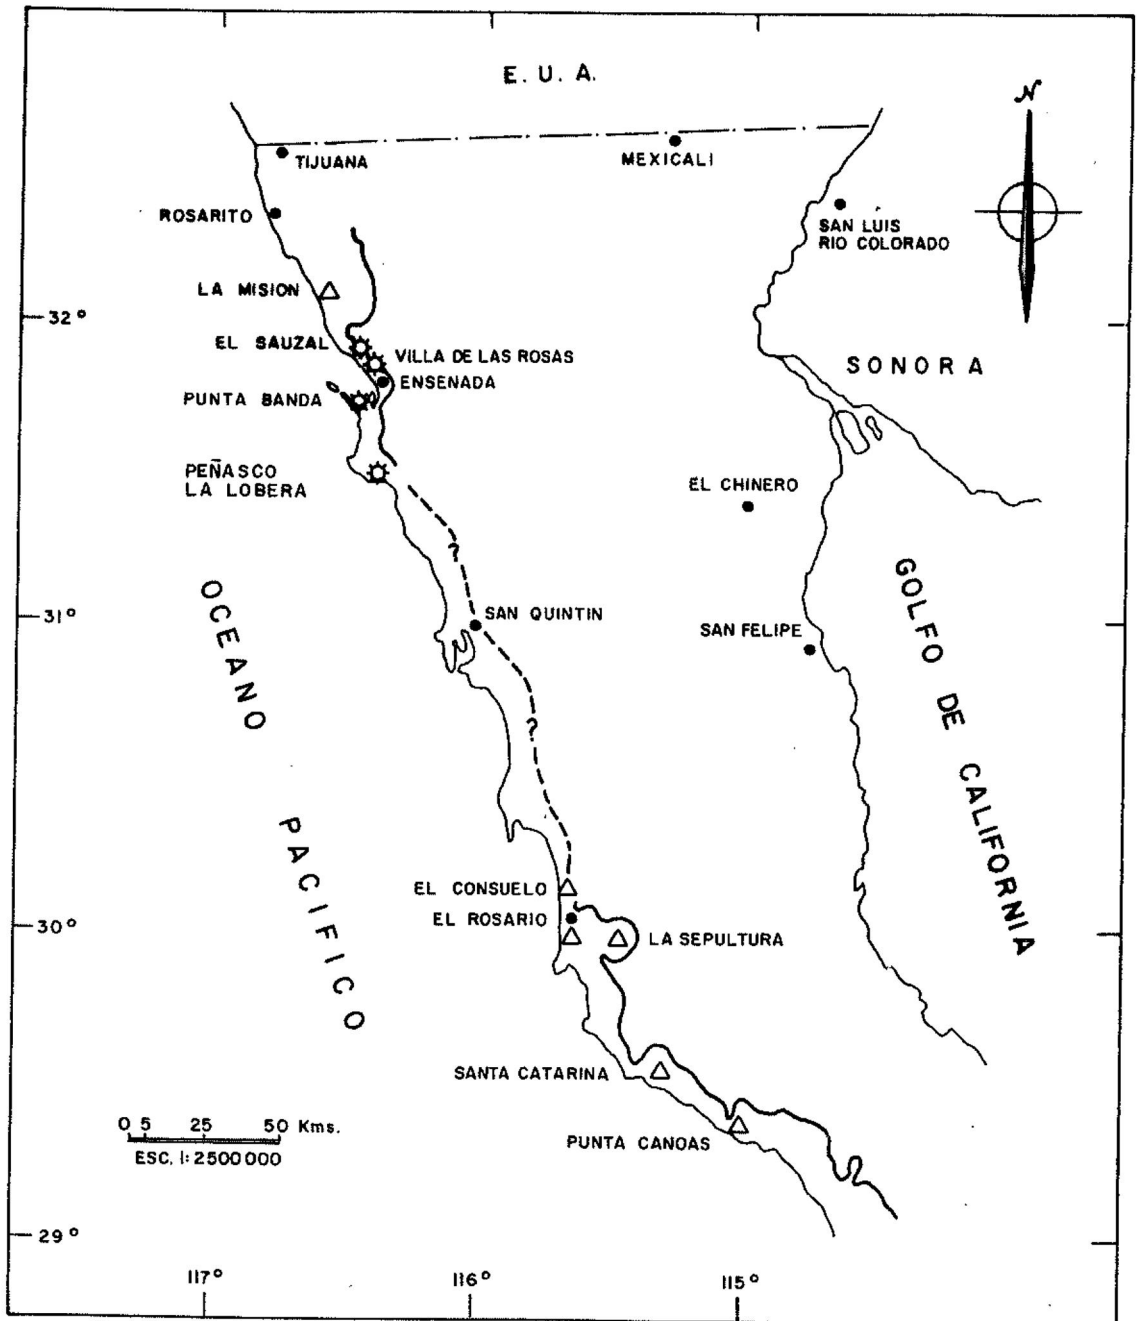 E. U. A.
N
TIJUANA
MEXICALI
ROSARITO
SAN LUIS
RIO COLORADO
LA MISION
32°
EL SAUZAL
VILLA DE LAS ROSAS
SONORA
ENSENADA
PUNTA BANDA
PEÑASCO
LA LOBERA
EL CHINERO
?
OCEANO PACIFICO
GOLFO DE CALIFORNIA
31°
SAN QUINTIN
SAN FELIPE
?
EL CONSUELO
EL ROSARIO
30°
LA SEPULTURA
SANTA CATARINA
0 5 25 50 Kms.
ESC, 1:2500000
PUNTA CANOAS
29°
117° 116° 115°